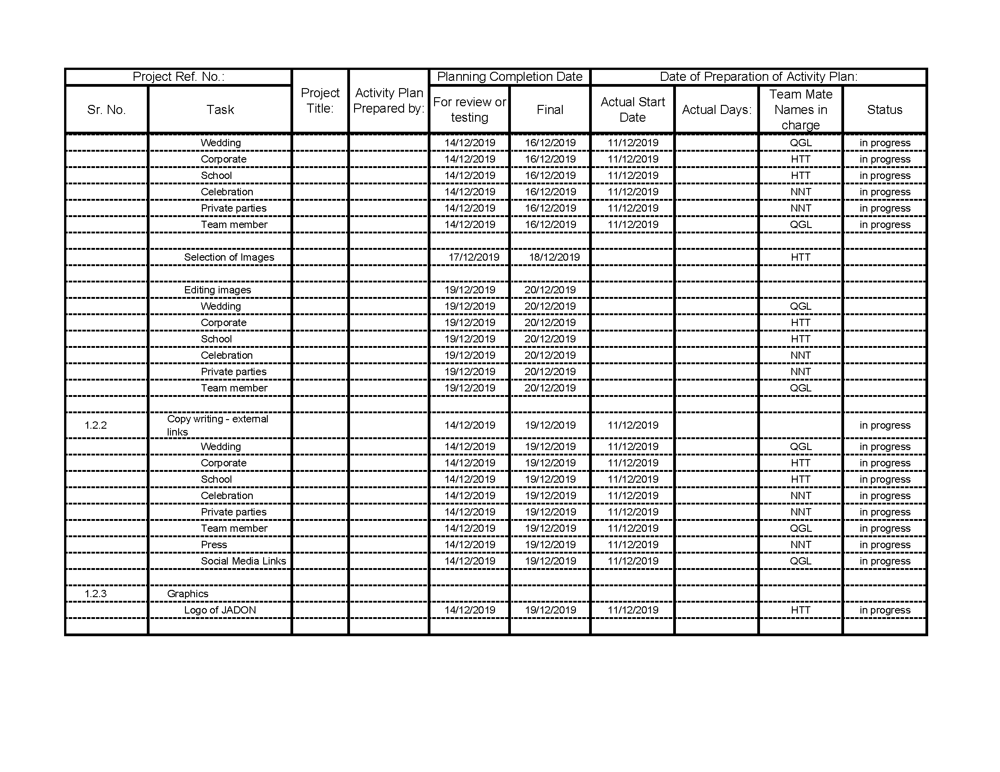 Project Ref. No.: Project Title: Activity Plan Prepared by: Planning Completion Date Date of Preparation of Activity Plan:
Sr. No. Task For review or testing Final Actual Start Date Actual Days: Team Mate Names in charge Status
Wedding 14/12/2019 16/12/2019 11/12/2019 QGL in progress
Corporate 14/12/2019 16/12/2019 11/12/2019 HTT in progress
School 14/12/2019 16/12/2019 11/12/2019 HTT in progress
Celebration 14/12/2019 16/12/2019 11/12/2019 NNT in progress
Private parties 14/12/2019 16/12/2019 11/12/2019 NNT in progress
Team member 14/12/2019 16/12/2019 11/12/2019 QGL in progress
Selection of Images 17/12/2019 18/12/2019 HTT
Editing images 19/12/2019 20/12/2019
Wedding 19/12/2019 20/12/2019 QGL
Corporate 19/12/2019 20/12/2019 HTT
School 19/12/2019 20/12/2019 HTT
Celebration 19/12/2019 20/12/2019 NNT
Private parties 19/12/2019 20/12/2019 NNT
Team member 19/12/2019 20/12/2019 QGL
1.2.2 Copy writing - external links 14/12/2019 19/12/2019 11/12/2019 in progress
Wedding 14/12/2019 19/12/2019 11/12/2019 QGL in progress
Corporate 14/12/2019 19/12/2019 11/12/2019 HTT in progress
School 14/12/2019 19/12/2019 11/12/2019 HTT in progress
Celebration 14/12/2019 19/12/2019 11/12/2019 NNT in progress
Private parties 14/12/2019 19/12/2019 11/12/2019 NNT in progress
Team member 14/12/2019 19/12/2019 11/12/2019 QGL in progress
Press 14/12/2019 19/12/2019 11/12/2019 NNT in progress
Social Media Links 14/12/2019 19/12/2019 11/12/2019 QGL in progress
1.2.3 Graphics
Logo of JADON 14/12/2019 19/12/2019 11/12/2019 HTT in progress